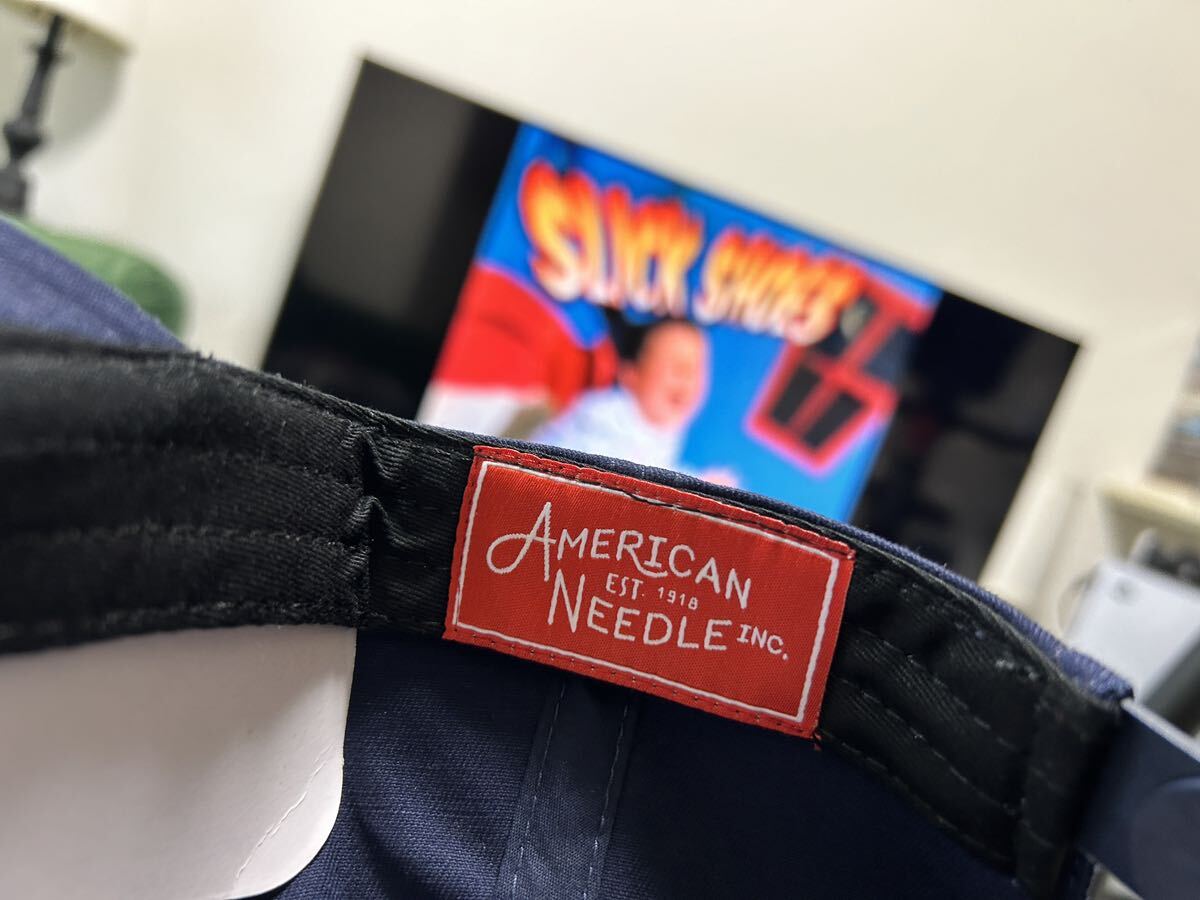 SLICK SHOES
AMERICAN
EST. 1918
NEEDLE INC.